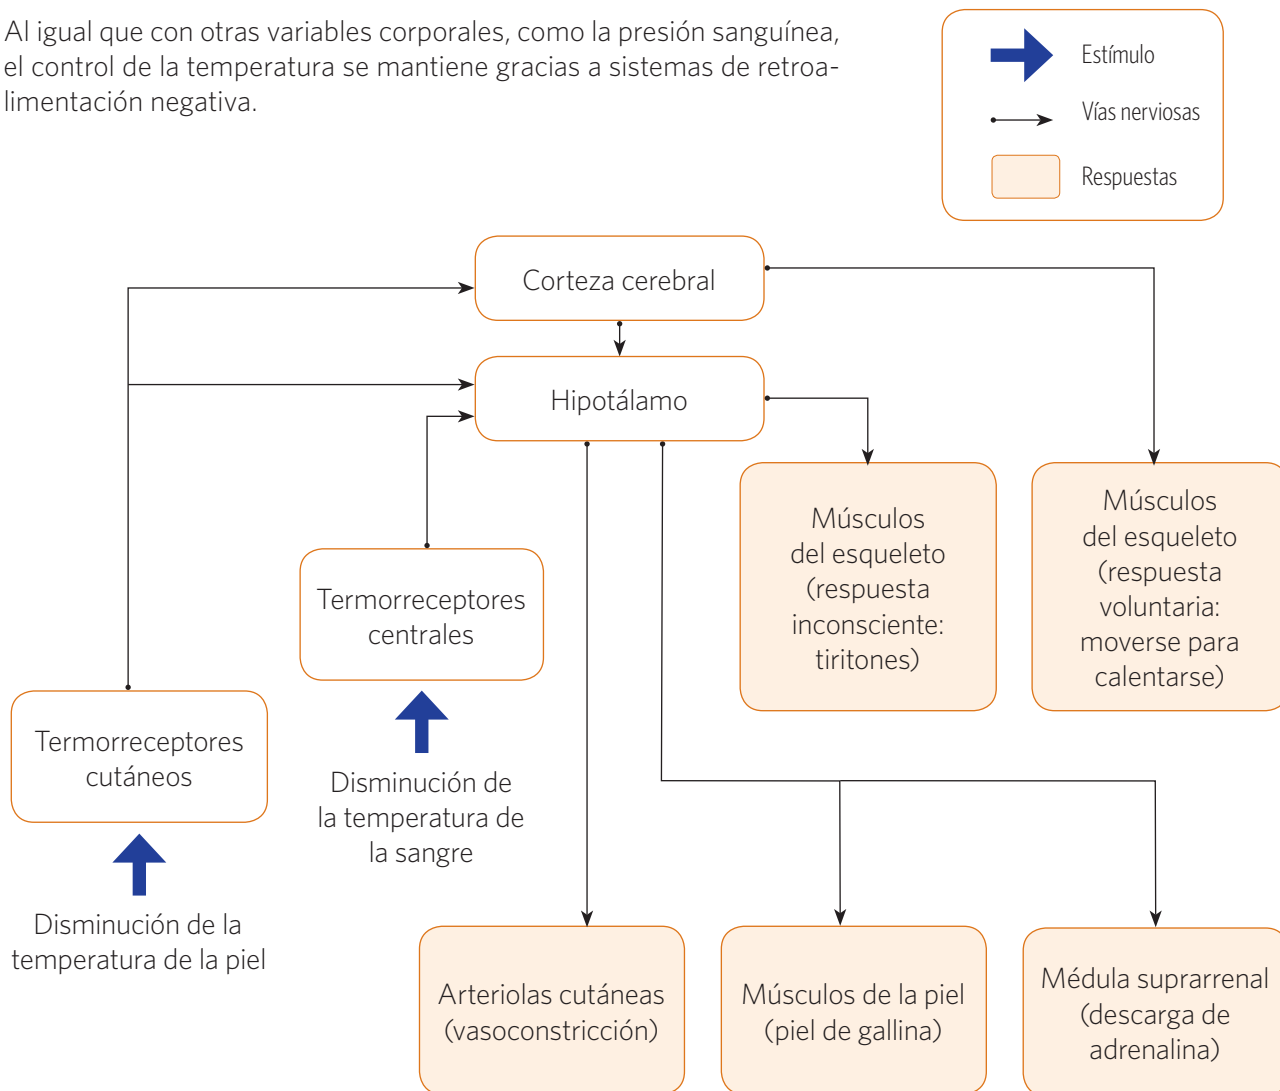 Al igual que con otras variables corporales, como la presión sanguínea,
el control de la temperatura se mantiene gracias a sistemas de retroa-
limentación negativa.
Estímulo
Vías nerviosas
Respuestas
Corteza cerebral
Hipotálamo
Termorreceptores
centrales
Termorreceptores
cutáneos
Disminución de
la temperatura de
la sangre
Disminución de la
temperatura de la piel
Músculos
del esqueleto
(respuesta
inconsciente:
tiritones)
Músculos
del esqueleto
(respuesta
voluntaria:
moverse para
calentarse)
Arteriolas cutáneas
(vasoconstricción)
Músculos de la piel
(piel de gallina)
Médula suprarrenal
(descarga de
adrenalina)